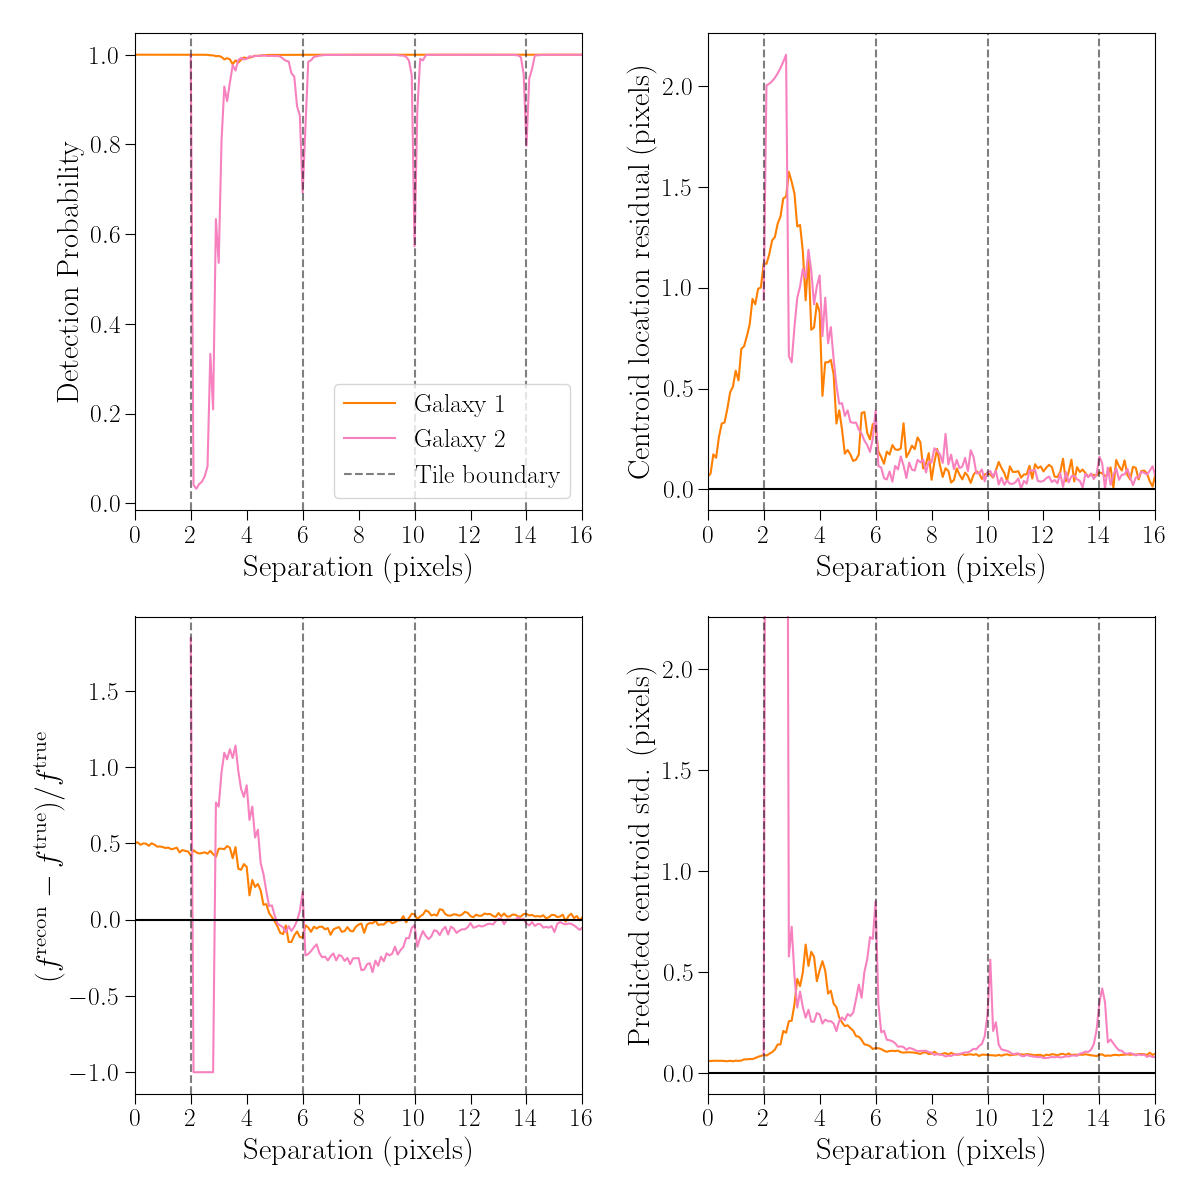 Detection Probability
1.0
0.8
0.6
0.4
0.2
0.0
Galaxy 1
Galaxy 2
Tile boundary
0 2 4 6 8 10 12 14 16
Separation (pixels)
Centroid location residual (pixels)
2.0
1.5
1.0
0.5
0.0
0 2 4 6 8 10 12 14 16
Separation (pixels)
(f^recon − f^true)/f^true
1.5
1.0
0.5
0.0
−0.5
−1.0
0 2 4 6 8 10 12 14 16
Separation (pixels)
Predicted centroid std. (pixels)
2.0
1.5
1.0
0.5
0.0
0 2 4 6 8 10 12 14 16
Separation (pixels)